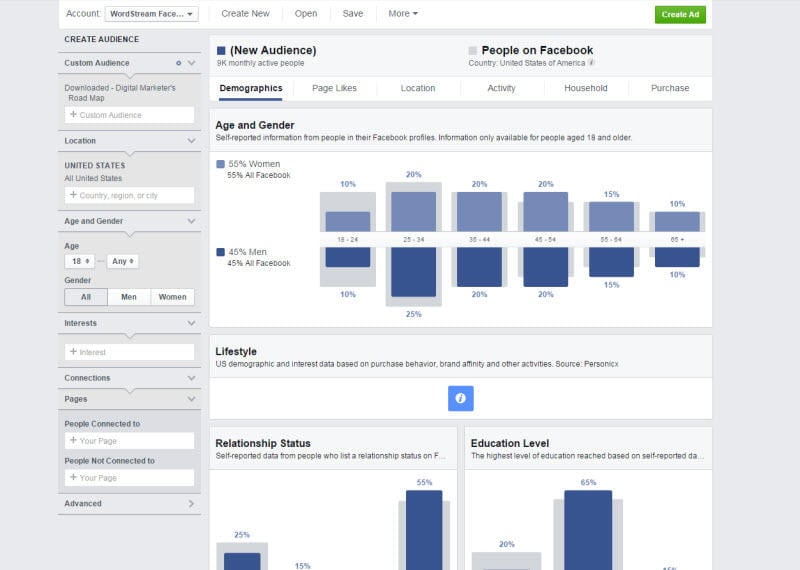 Account: WordStream Face... Create New Open Save More Create Ad
CREATE AUDIENCE
Custom Audience
Downloaded - Digital Marketer's
Road Map
+ Custom Audience
Location
UNITED STATES
All United States
+ Country, region, or city
Age and Gender
Age
18 — Any
Gender
All Men Women
Interests
+ Interest
Connections
Pages
People Connected to
+ Your Page
People Not Connected to
+ Your Page
Advanced
(New Audience)
9K monthly active people
People on Facebook
Country: United States of America
Demographics Page Likes Location Activity Household Purchase
Age and Gender
Self-reported information from people in their Facebook profiles. Information only available for people aged 18 and older.
55% Women
55% All Facebook
10% 20% 20% 20% 15% 10%
18 - 24 25 - 34 35 - 44 45 - 54 55 - 64 65 +
45% Men
45% All Facebook
10% 25% 20% 20% 15% 10%
Lifestyle
US demographic and interest data based on purchase behavior, brand affinity and other activities. Source: Personicx
Relationship Status
Self-reported data from people who list a relationship status on F...
25% 15% 55%
Education Level
The highest level of education reached based on self-reported da...
20% 65% 15%